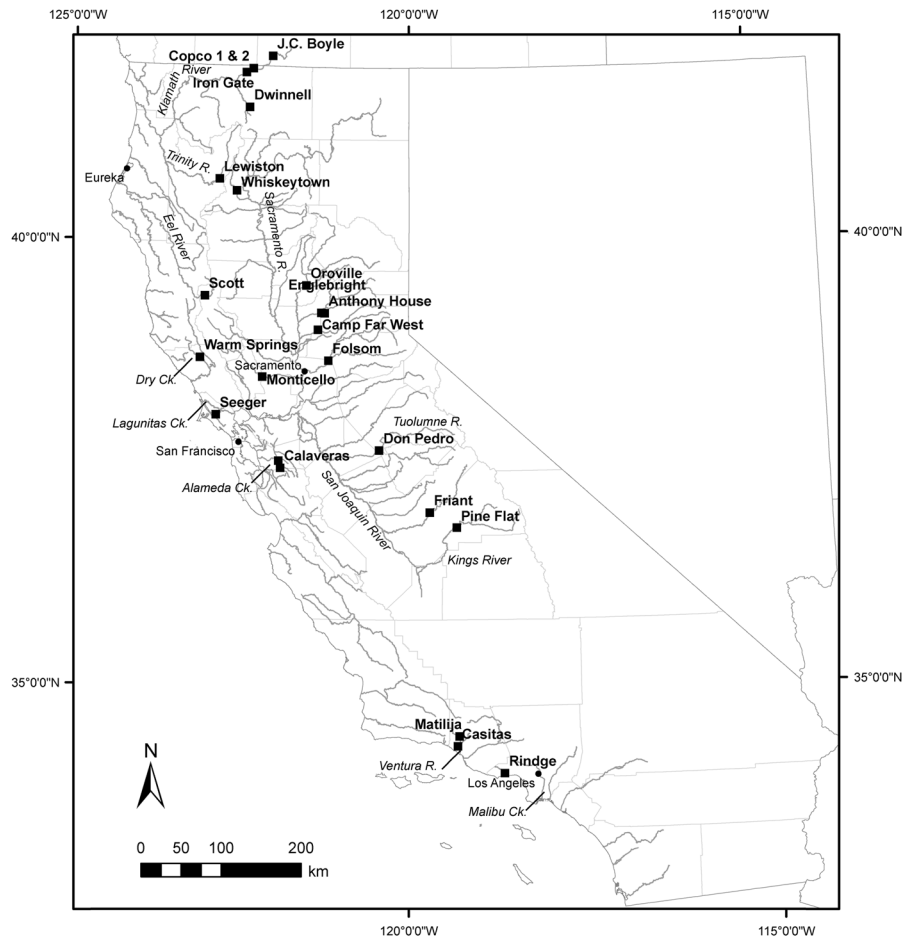 125°0'0"W
120°0'0"W
115°0'0"W
J.C. Boyle
Copco 1 & 2
Klamath River
Iron Gate
Dwinnell
Trinity R.
Lewiston
Eureka
Whiskeytown
Sacramento R.
Eel River
40°0'0"N
40°0'0"N
Oroville
Scott
Englebright
Anthony House
Camp Far West
Warm Springs
Folsom
Sacramento
Dry Ck.
Monticello
Seeger
Lagunitas Ck.
Tuolumne R.
Don Pedro
San Francisco
Calaveras
Alameda Ck.
San Joaquin River
Friant
Pine Flat
Kings River
35°0'0"N
35°0'0"N
Matilija
Casitas
Ventura R.
Rindge
Los Angeles
Malibu Ck.
N
0 50 100 200
km
120°0'0"W
115°0'0"W